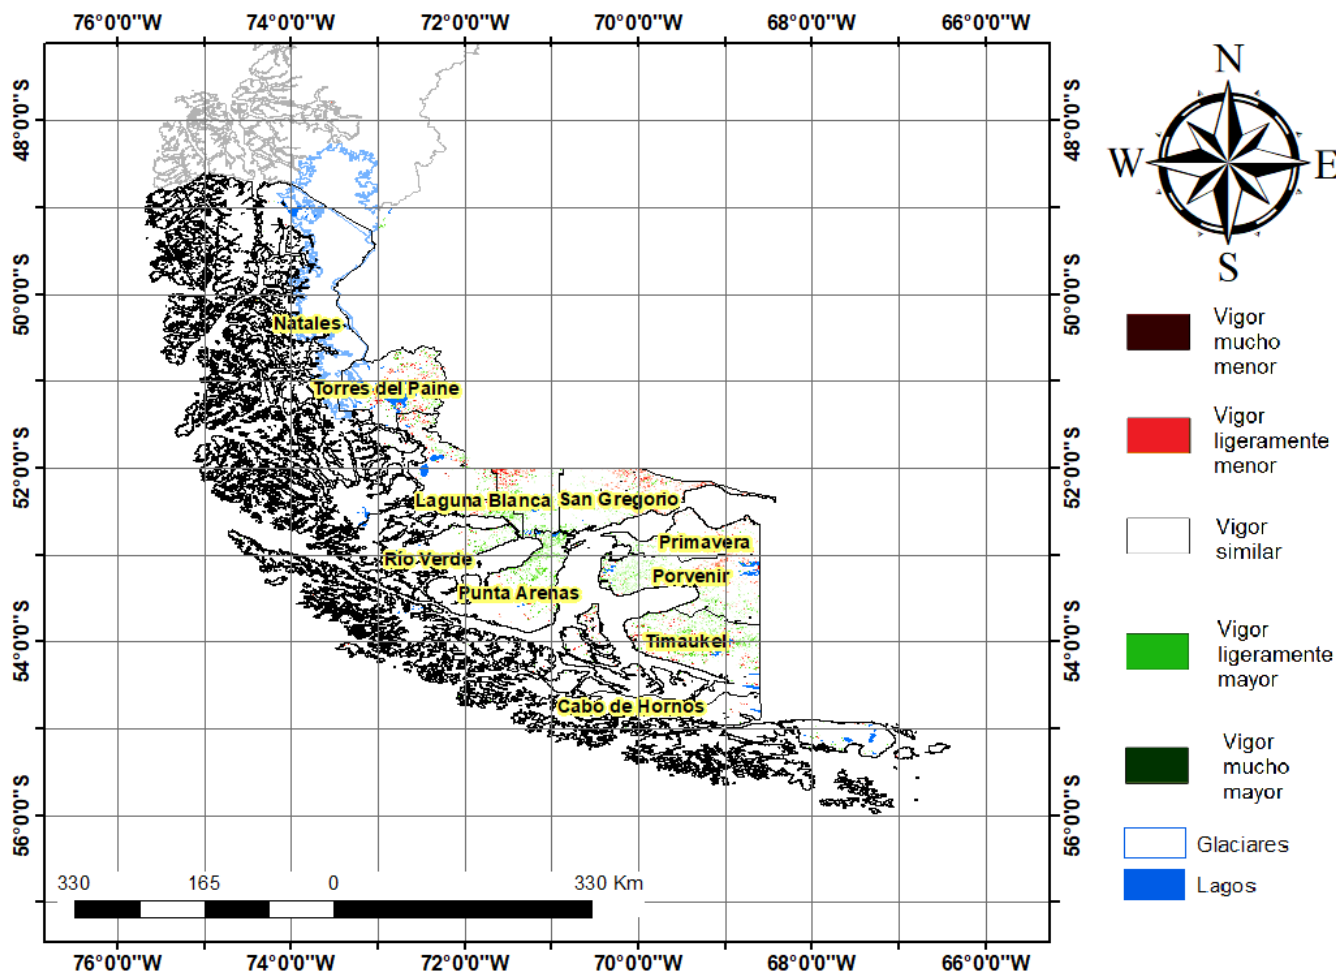 76°0'0"W 74°0'0"W 72°0'0"W 70°0'0"W 68°0'0"W 66°0'0"W
48°0'0"S
50°0'0"S
52°0'0"S
54°0'0"S
56°0'0"S
48°0'0"S
50°0'0"S
52°0'0"S
54°0'0"S
56°0'0"S
Natales
Torres del Paine
Laguna Blanca San Gregorio
Primavera
Río Verde
Porvenir
Punta Arenas
Timaukel
Cabo de Hornos
330 165 0 330 Km
76°0'0"W 74°0'0"W 72°0'0"W 70°0'0"W 68°0'0"W 66°0'0"W
N
W E
S
Vigor
mucho
menor
Vigor
ligeramente
menor
Vigor
similar
Vigor
ligeramente
mayor
Vigor
mucho
mayor
Glaciares
Lagos